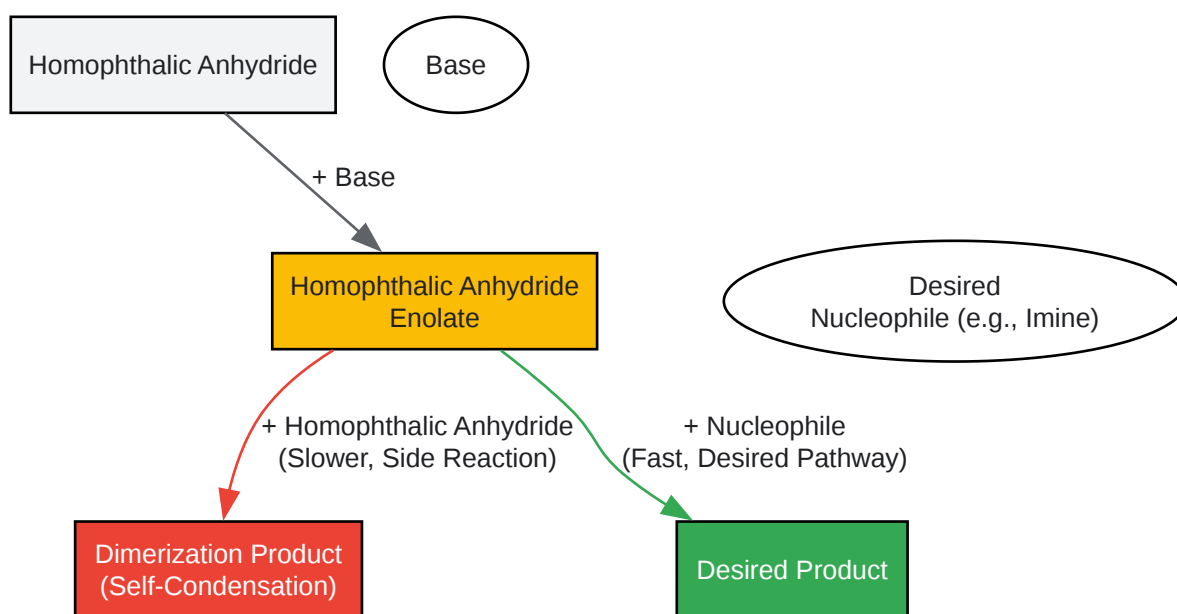 Homophthalic Anhydride
Base
+ Base
Homophthalic Anhydride
Enolate
Desired
Nucleophile (e.g., Imine)
+ Homophthalic Anhydride
(Slower, Side Reaction)
+ Nucleophile
(Fast, Desired Pathway)
Dimerization Product
(Self-Condensation)
Desired Product